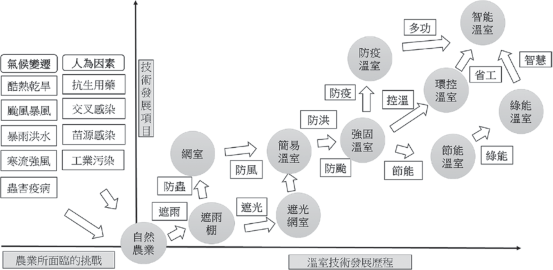 氣候變遷
酷熱乾旱
颱風暴風
暴雨洪水
寒流強風
蟲害疫病
人為因素
抗生用藥
交叉感染
苗源感染
工業污染
技術發展項目
自然
農業
遮雨
遮雨
棚
防蟲
網室
遮光
遮光
網室
防風
簡易
溫室
防洪
防颱
強固
溫室
防疫
防疫
溫室
控溫
環控
溫室
節能
節能
溫室
綠能
綠能
溫室
多功
省工
智慧
智能
溫室
農業所面臨的挑戰
溫室技術發展歷程